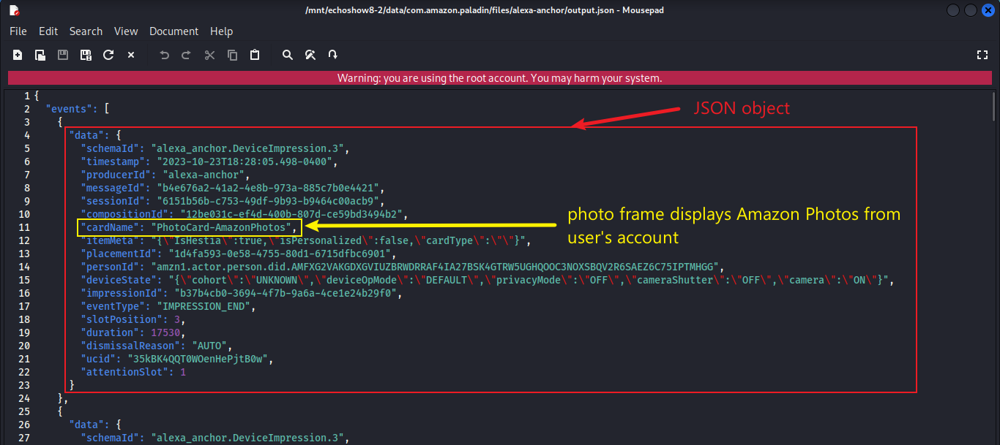 /mnt/echoshow8-2/data/com.amazon.paladin/files/alexa-anchor/output.json - Mousepad
File Edit Search View Document Help
Warning: you are using the root account. You may harm your system.
1 {
2 "events": [
3 {
JSON object
4 "data": {
5 "schemaId": "alexa_anchor.DeviceImpression.3",
6 "timestamp": "2023-10-23T18:28:05.498-0400",
7 "producerId": "alexa-anchor",
8 "messageId": "b4e676a2-41a2-4e8b-973a-885c7b0e4421",
9 "sessionId": "6151b56b-c753-49df-9b93-b9464c00acb9",
10 "compositionId": "12be031c-ef4d-400b-807d-ce59bd3494b2",
11 "cardName": "PhotoCard-AmazonPhotos",
photo frame displays Amazon Photos from
user's account
12 "itemMeta": "{\"isHestia\":true,\"isPersonalized\":false,\"cardType\":\"\"}",
13 "placementId": "1d4fa593-0e58-4755-80d1-6715dfbc6901",
14 "personId": "amzn1.actor.person.did.AMFXG2VAKGDXGVIUZBRWDRRAF4IA27BSK4GTRW5UGHQOOC3NOXSBQV2R6SAEZ6C75IPTMHGG",
15 "deviceState": "{\"cohort\":\"UNKNOWN\",\"deviceOpMode\":\"DEFAULT\",\"privacyMode\":\"OFF\",\"cameraShutter\":\"OFF\",\"camera\":\"ON\"}",
16 "impressionId": "b37b4cb0-3694-4f7b-9a6a-4ce1e24b29f0",
17 "eventType": "IMPRESSION_END",
18 "slotPosition": 3,
19 "duration": 17530,
20 "dismissalReason": "AUTO",
21 "ucid": "35kBK4QQT0WOenHePjtB0w",
22 "attentionSlot": 1
23 }
24 },
25 {
26 "data": {
27 "schemaId": "alexa_anchor.DeviceImpression.3",